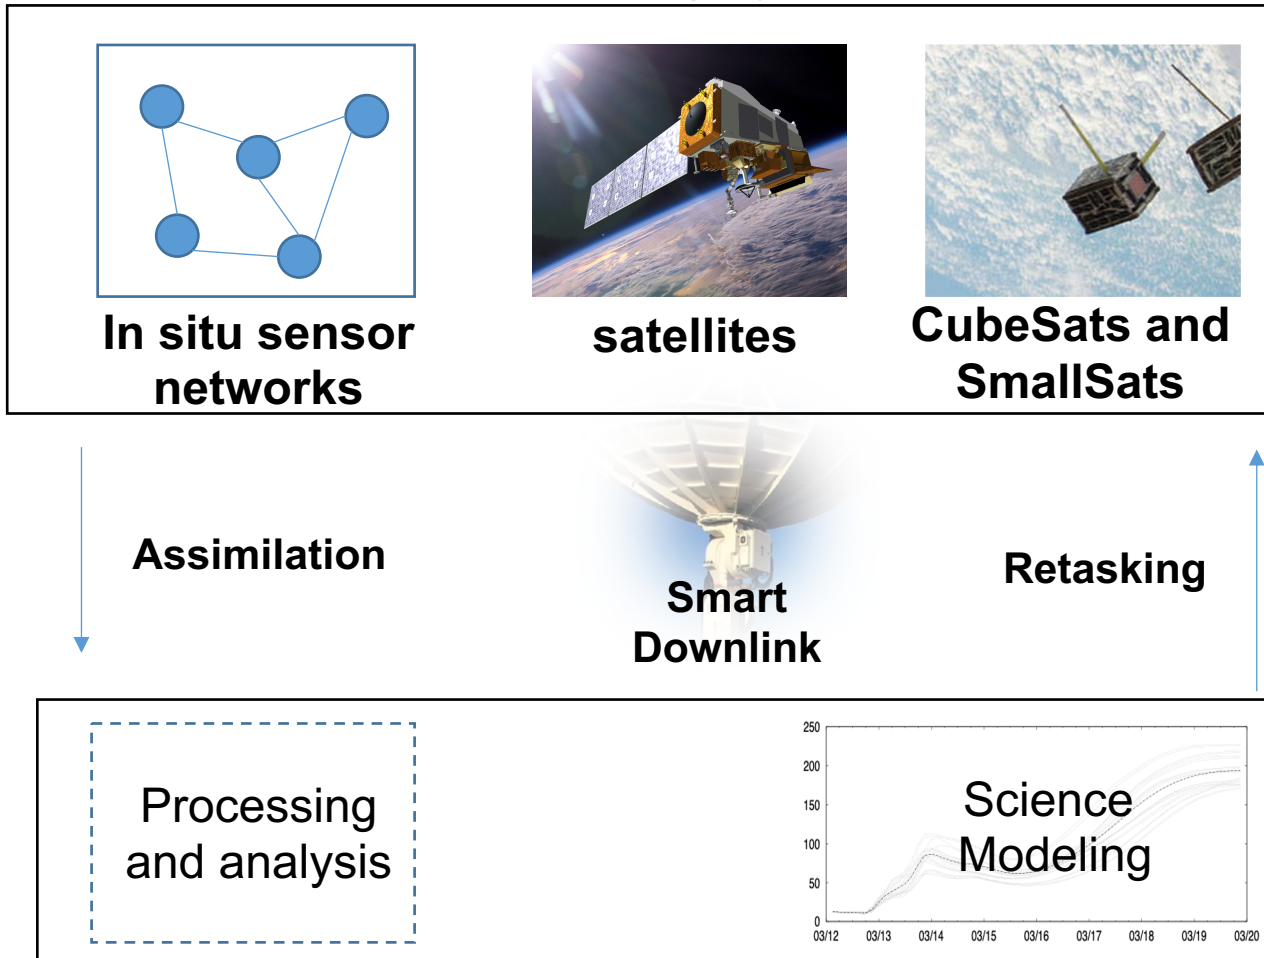 In situ sensor
networks
satellites
CubeSats and
SmallSats
Assimilation
Smart
Downlink
Retasking
Processing
and analysis
Science
Modeling
250
200
150
100
50
0
03/12 03/13 03/14 03/15 03/16 03/17 03/18 03/19 03/20